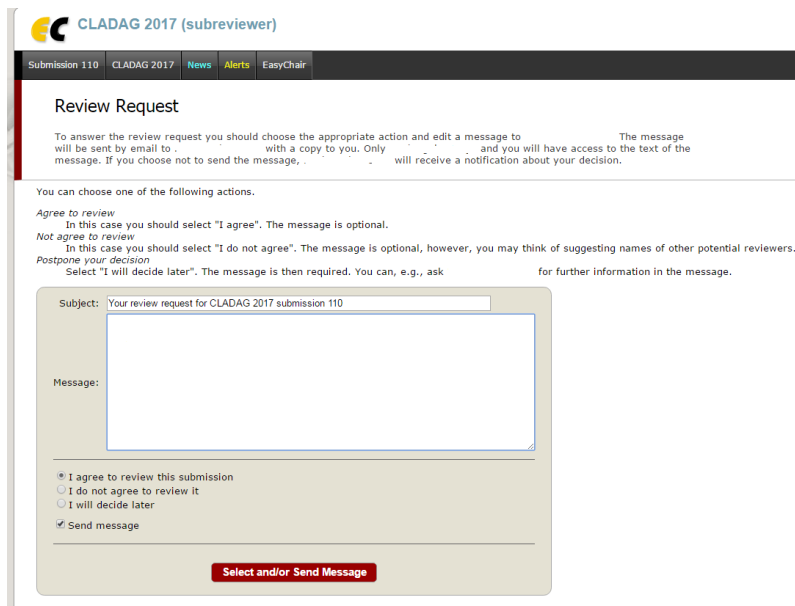 EC CLADAG 2017 (subreviewer)
Submission 110 CLADAG 2017 News Alerts EasyChair
Review Request
To answer the review request you should choose the appropriate action and edit a message to The message
will be sent by email to with a copy to you. Only and you will have access to the text of the
message. If you choose not to send the message, will receive a notification about your decision.
You can choose one of the following actions.
Agree to review
In this case you should select "I agree". The message is optional.
Not agree to review
In this case you should select "I do not agree". The message is optional, however, you may think of suggesting names of other potential reviewers.
Postpone your decision
Select "I will decide later". The message is then required. You can, e.g., ask for further information in the message.
Subject: Your review request for CLADAG 2017 submission 110
Message:
I agree to review this submission
I do not agree to review it
I will decide later
Send message
Select and/or Send Message